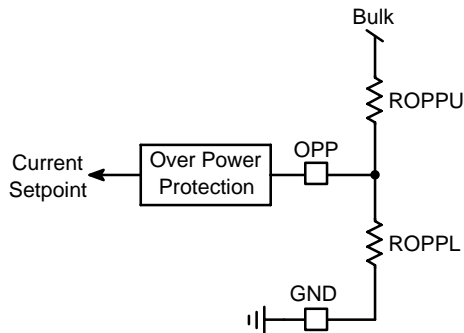 Bulk
ROPPU
OPP
Over Power
Protection
Current
Setpoint
ROPPL
GND